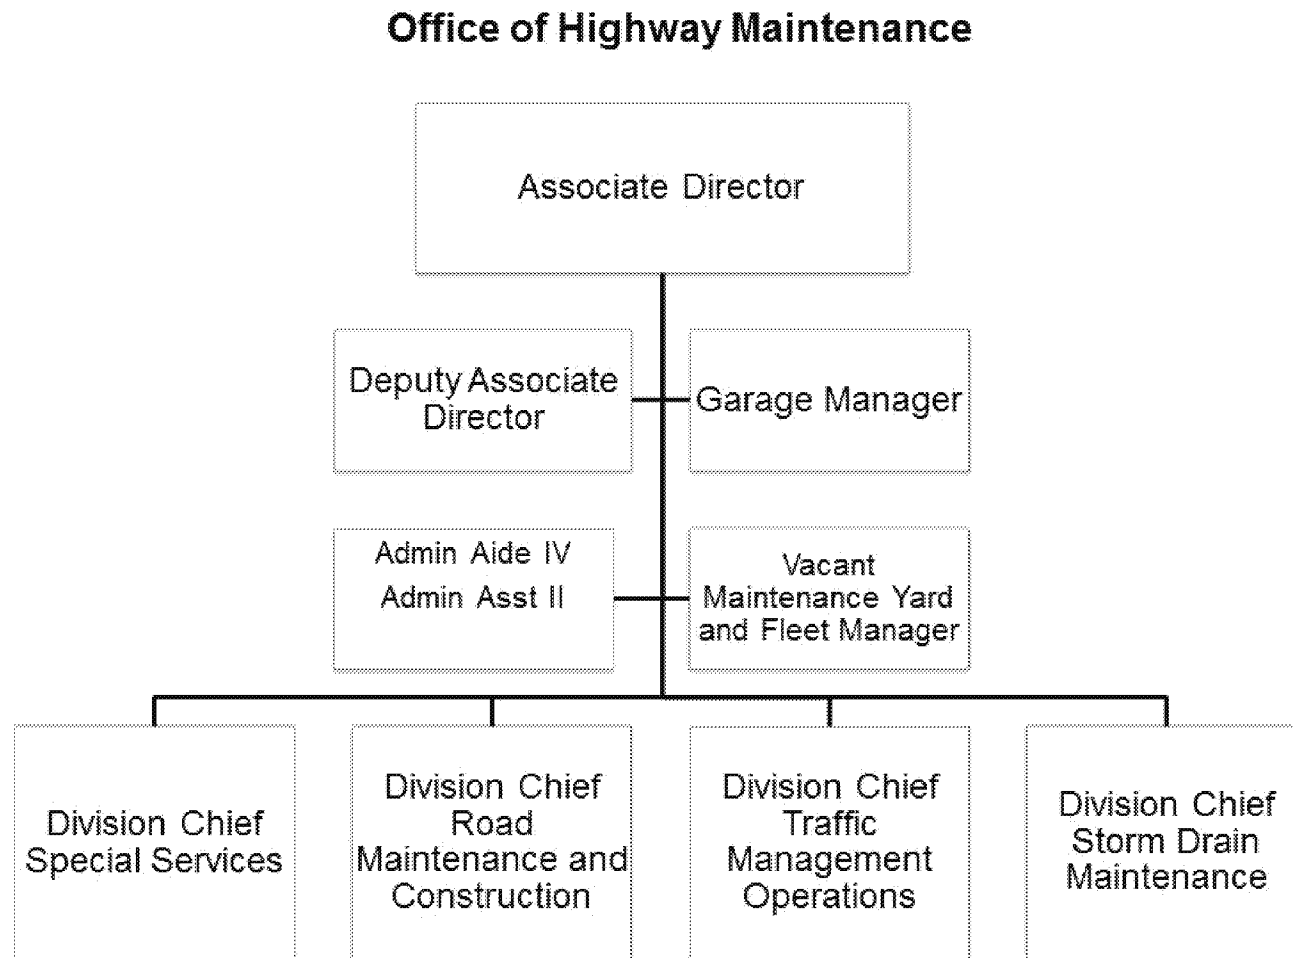 Office of Highway Maintenance
Associate Director
Deputy Associate
Director
Garage Manager
Admin Aide IV
Admin Asst II
Vacant
Maintenance Yard
and Fleet Manager
Division Chief
Special Services
Division Chief
Road
Maintenance and
Construction
Division Chief
Traffic
Management
Operations
Division Chief
Storm Drain
Maintenance